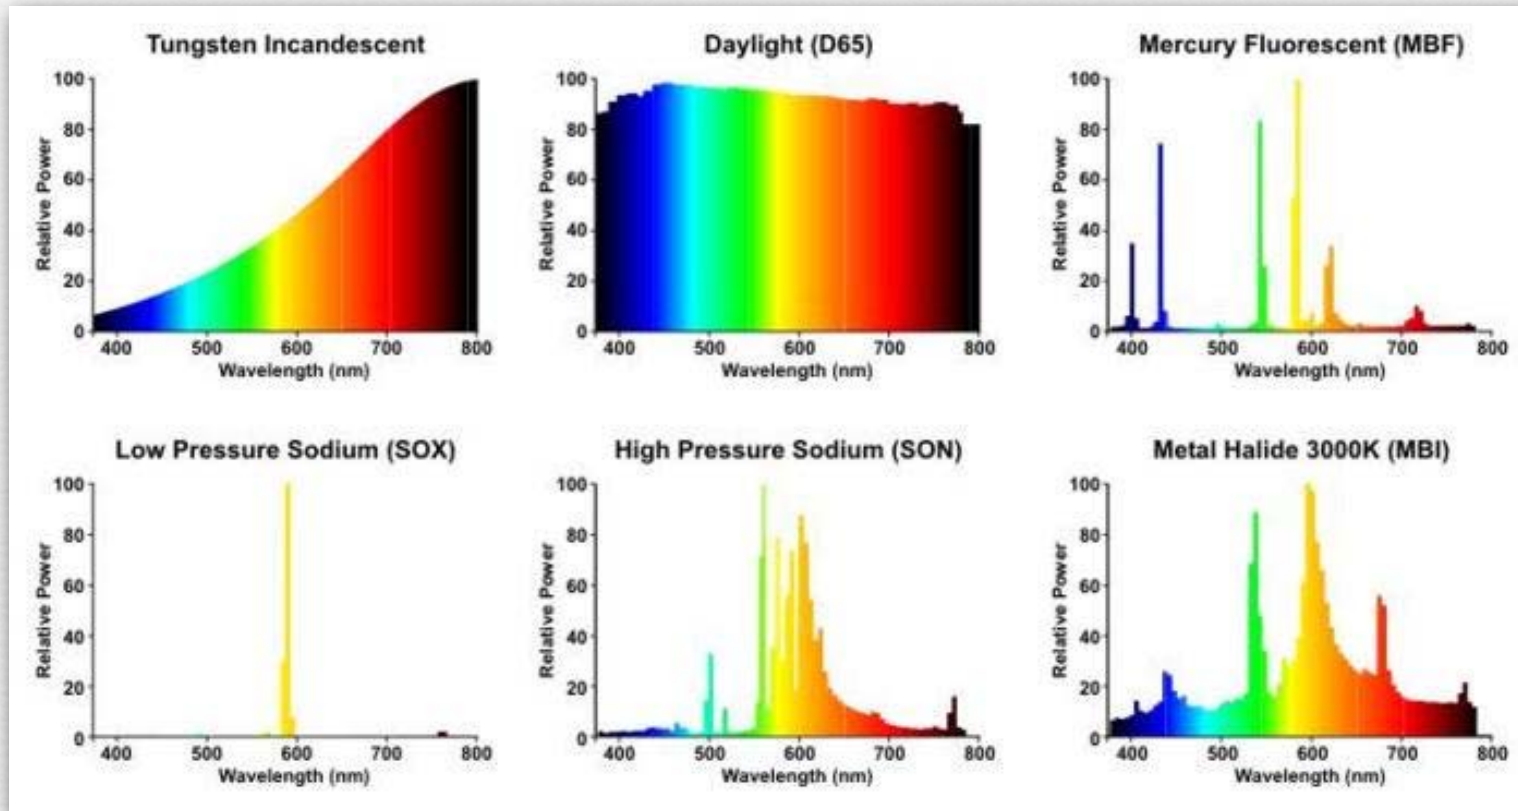 Tungsten Incandescent
100
80
60
40
20
0
Relative Power
400 500 600 700 800
Wavelength (nm)
Daylight (D65)
100
80
60
40
20
0
Relative Power
400 500 600 700 800
Wavelength (nm)
Mercury Fluorescent (MBF)
100
80
60
40
20
0
Relative Power
400 500 600 700 800
Wavelength (nm)
Low Pressure Sodium (SOX)
100
80
60
40
20
0
Relative Power
400 500 600 700 800
Wavelength (nm)
High Pressure Sodium (SON)
100
80
60
40
20
0
Relative Power
400 500 600 700 800
Wavelength (nm)
Metal Halide 3000K (MBI)
100
80
60
40
20
0
Relative Power
400 500 600 700 800
Wavelength (nm)